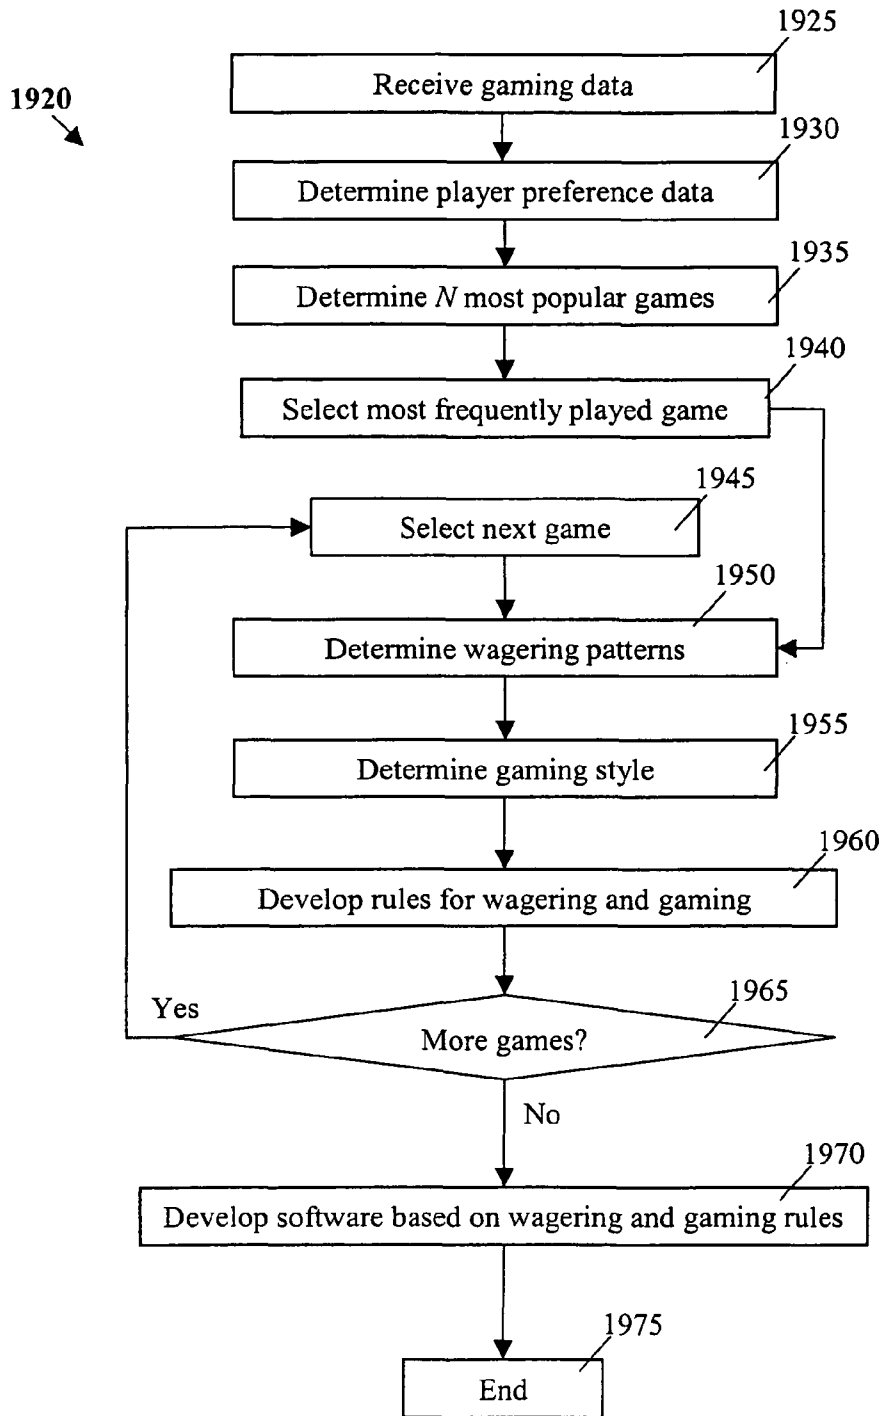 1925
Receive gaming data
1920
1930
Determine player preference data
1935
Determine N most popular games
1940
Select most frequently played game
1945
Select next game
1950
Determine wagering patterns
1955
Determine gaming style
1960
Develop rules for wagering and gaming
Yes
1965
More games?
No
1970
Develop software based on wagering and gaming rules
1975
End